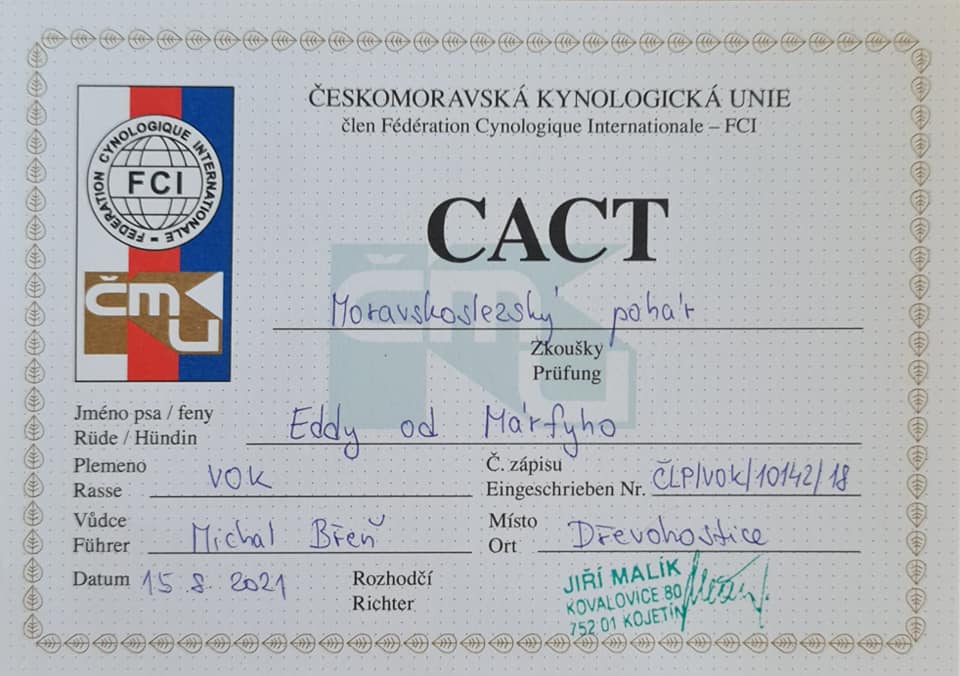 FEDERATION CYNOLOGIQUE INTERNATIONALE –
FCI
ČMKU
ČESKOMORAVSKÁ KYNOLOGICKÁ UNIE
člen Fédération Cynologique Internationale – FCI
CACT
Moravskoslezský pohár
Zkoušky
Prüfung
Jméno psa / feny
Rüde / Hündin
Eddy od Márfyho
Plemeno
Rasse
VOK
Č. zápisu
Eingeschrieben Nr.
ČLP/VOK/10142/18
Vůdce
Führer
Michal Břeň
Místo
Ort
Dřevohostice
Datum
15. 8. 2021
Rozhodčí
Richter
JIŘÍ MALÍK
KOVALOVICE 80
752 01 KOJETÍN